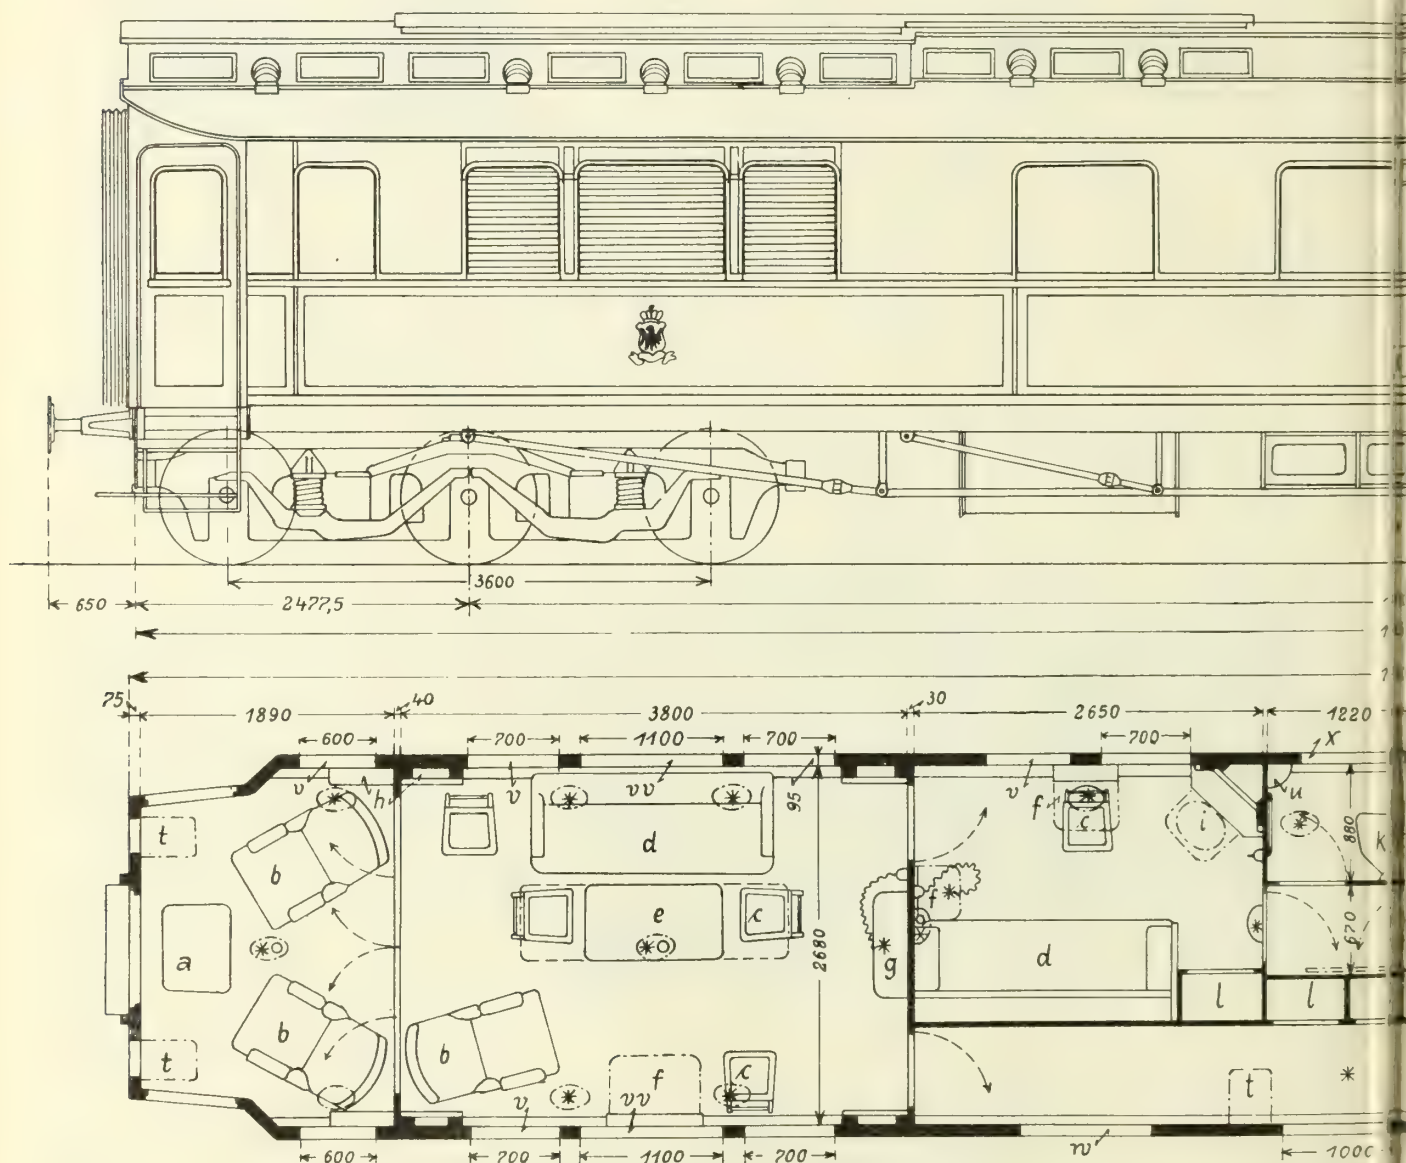 3600
650 2477,5
75 1890 40 3800 30 2650 1220
600 700 1100 700 700
v h v vv 95 v f c i u x
t b d 880 k
a e c f 670
2680 g d
b l l
t b f c t
v vv w
600 700 1100 700 1000